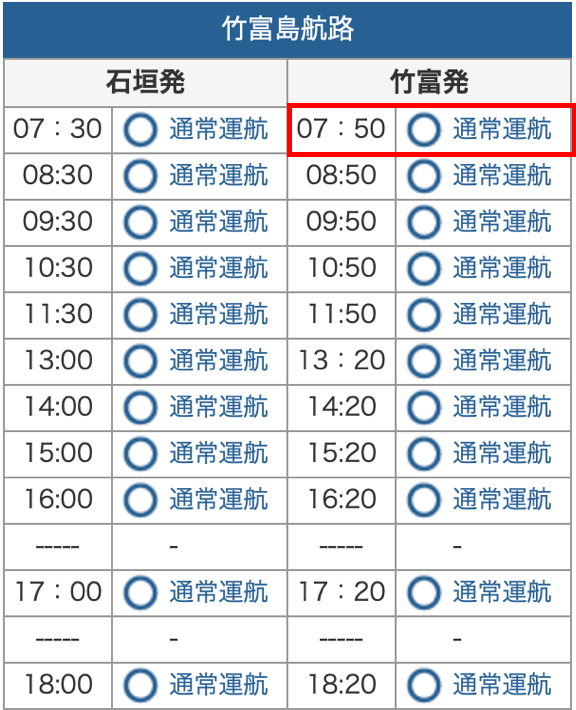 竹富島航路
石垣発 竹富発
07：30 通常運航 07：50 通常運航
08:30 通常運航 08:50 通常運航
09:30 通常運航 09:50 通常運航
10:30 通常運航 10:50 通常運航
11:30 通常運航 11:50 通常運航
13:00 通常運航 13：20 通常運航
14:00 通常運航 14:20 通常運航
15:00 通常運航 15:20 通常運航
16:00 通常運航 16:20 通常運航
----- - ----- -
17：00 通常運航 17：20 通常運航
----- - ----- -
18:00 通常運航 18:20 通常運航